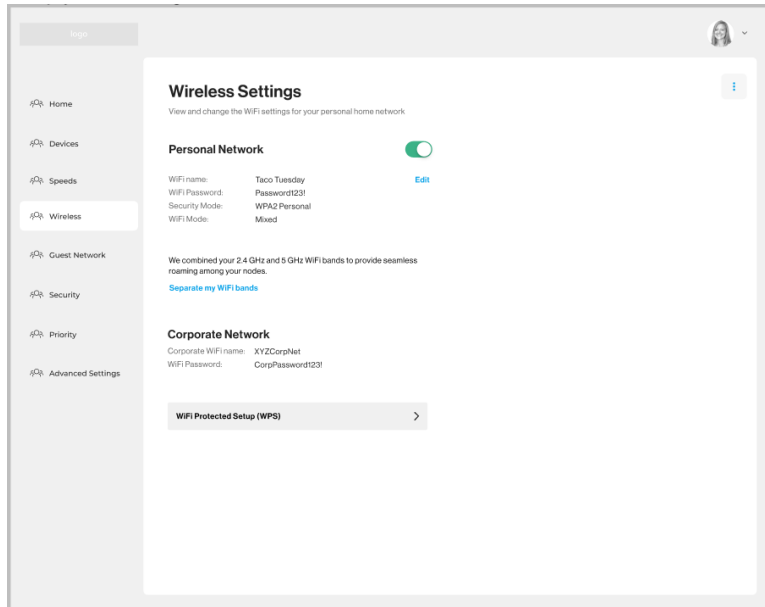 logo
Home
Devices
Speeds
Wireless
Guest Network
Security
Priority
Advanced Settings
Wireless Settings
View and change the WiFi settings for your personal home network
Personal Network
WiFi name: Taco Tuesday Edit
WiFi Password: Password123!
Security Mode: WPA2 Personal
WiFi Mode: Mixed
We combined your 2.4 GHz and 5 GHz WiFi bands to provide seamless
roaming among your nodes.
Separate my WiFi bands
Corporate Network
Corporate WiFi name: XYZCorpNet
WiFi Password: CorpPassword123!
WiFi Protected Setup (WPS)